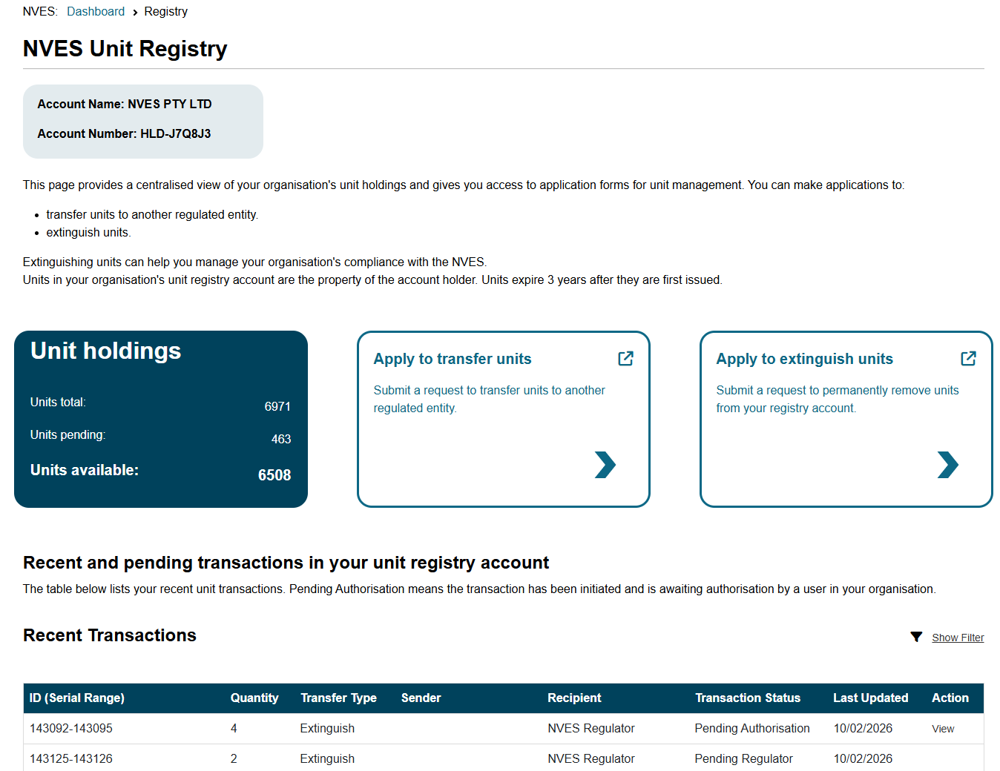 NVES: Dashboard › Registry
NVES Unit Registry
Account Name: NVES PTY LTD
Account Number: HLD-J7Q8J3
This page provides a centralised view of your organisation's unit holdings and gives you access to application forms for unit management. You can make applications to:
• transfer units to another regulated entity.
• extinguish units.
Extinguishing units can help you manage your organisation's compliance with the NVES.
Units in your organisation's unit registry account are the property of the account holder. Units expire 3 years after they are first issued.
Unit holdings
Units total: 6971
Units pending: 463
Units available: 6508
Apply to transfer units
Submit a request to transfer units to another
regulated entity.
Apply to extinguish units
Submit a request to permanently remove units
from your registry account.
Recent and pending transactions in your unit registry account
The table below lists your recent unit transactions. Pending Authorisation means the transaction has been initiated and is awaiting authorisation by a user in your organisation.
Recent Transactions
Show Filter
ID (Serial Range) Quantity Transfer Type Sender Recipient Transaction Status Last Updated Action
143092-143095 4 Extinguish NVES Regulator Pending Authorisation 10/02/2026 View
143125-143126 2 Extinguish NVES Regulator Pending Regulator 10/02/2026